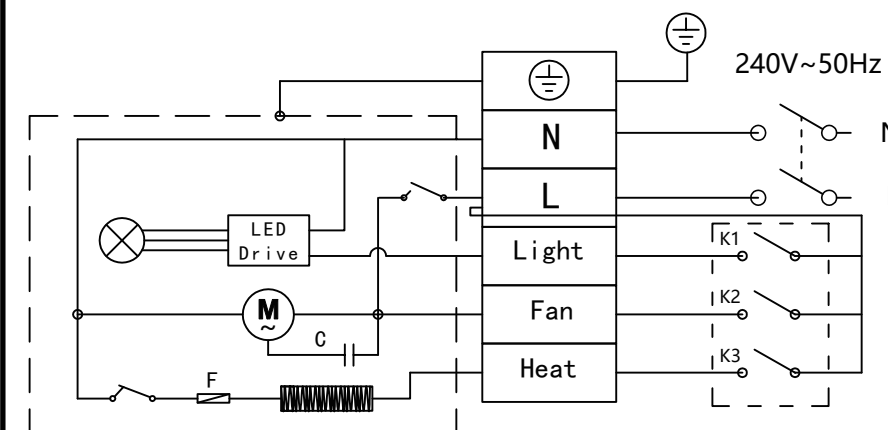 240V~50Hz
N
N
L
LED
Drive
Light
K1
M
~
Fan
K2
C
Heat
K3
F